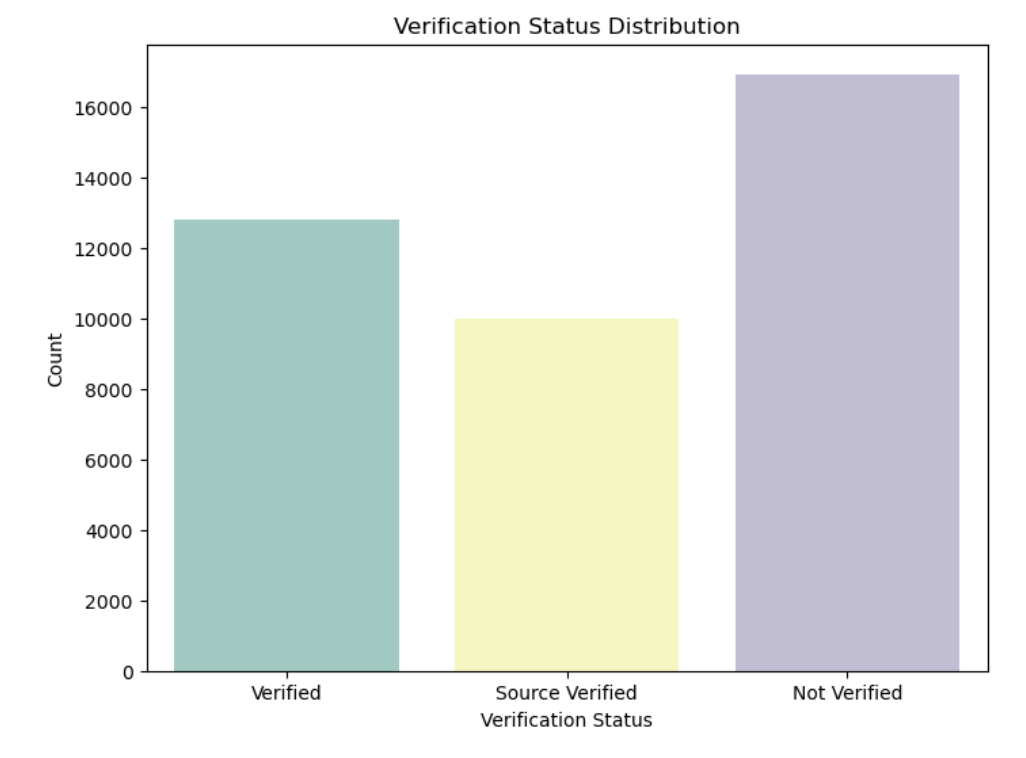 Verification Status Distribution
16000
14000
12000
10000
8000
6000
4000
2000
0
Count
Verified
Source Verified
Not Verified
Verification Status